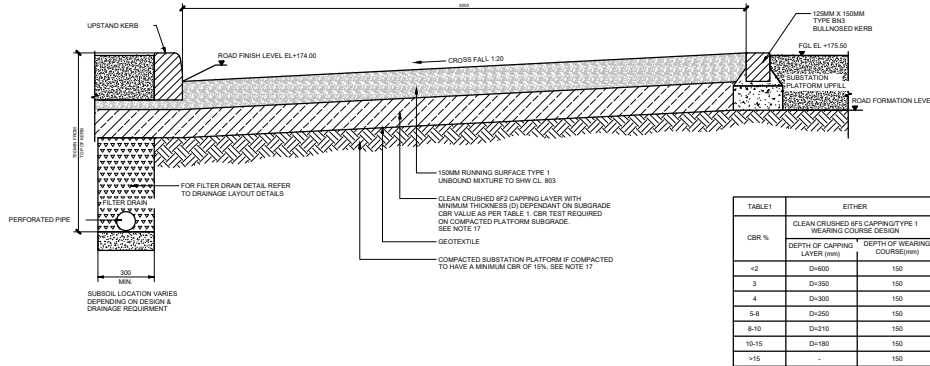 3000
UPSTAND KERB
125MM X 150MM
TYPE BN3
BULLNOSED KERB
ROAD FINISH LEVEL EL+174.00
FGL EL +175.50
CROSS FALL 1:20
SUBSTATION
PLATFORM UPFILL
ROAD FORMATION LEVE
TOP OF KERB
150MM RUNNING SURFACE TYPE 1
UNBOUND MIXTURE TO SHW CL. 803
FOR FILTER DRAIN DETAIL REFER
TO DRAINAGE LAYOUT DETAILS
CLEAN CRUSHED 6F2 CAPPING LAYER WITH
MINIMUM THICKNESS (D) DEPENDANT ON SUBGRADE
CBR VALUE AS PER TABLE 1. CBR TEST REQUIRED
ON COMPACTED PLATFORM SUBGRADE.
SEE NOTE 17
FILTER DRAIN
PERFORATED PIPE
GEOTEXTILE
COMPACTED SUBSTATION PLATFORM IF COMPACTED
TO HAVE A MINIMUM CBR OF 15%, SEE NOTE 17
300
MIN.
SUBSOIL LOCATION VARIES
DEPENDING ON DESIGN &
DRAINAGE REQUIRMENT
TABLE1 EITHER
CBR % CLEAN CRUSHED 6F5 CAPPING/TYPE 1
WEARING COURSE DESIGN
DEPTH OF CAPPING
LAYER (mm)
DEPTH OF WEARING
COURSE(mm)
<2 D=600 150
3 D=350 150
4 D=300 150
5-8 D=250 150
8-10 D=210 150
10-15 D=180 150
>15 - 150